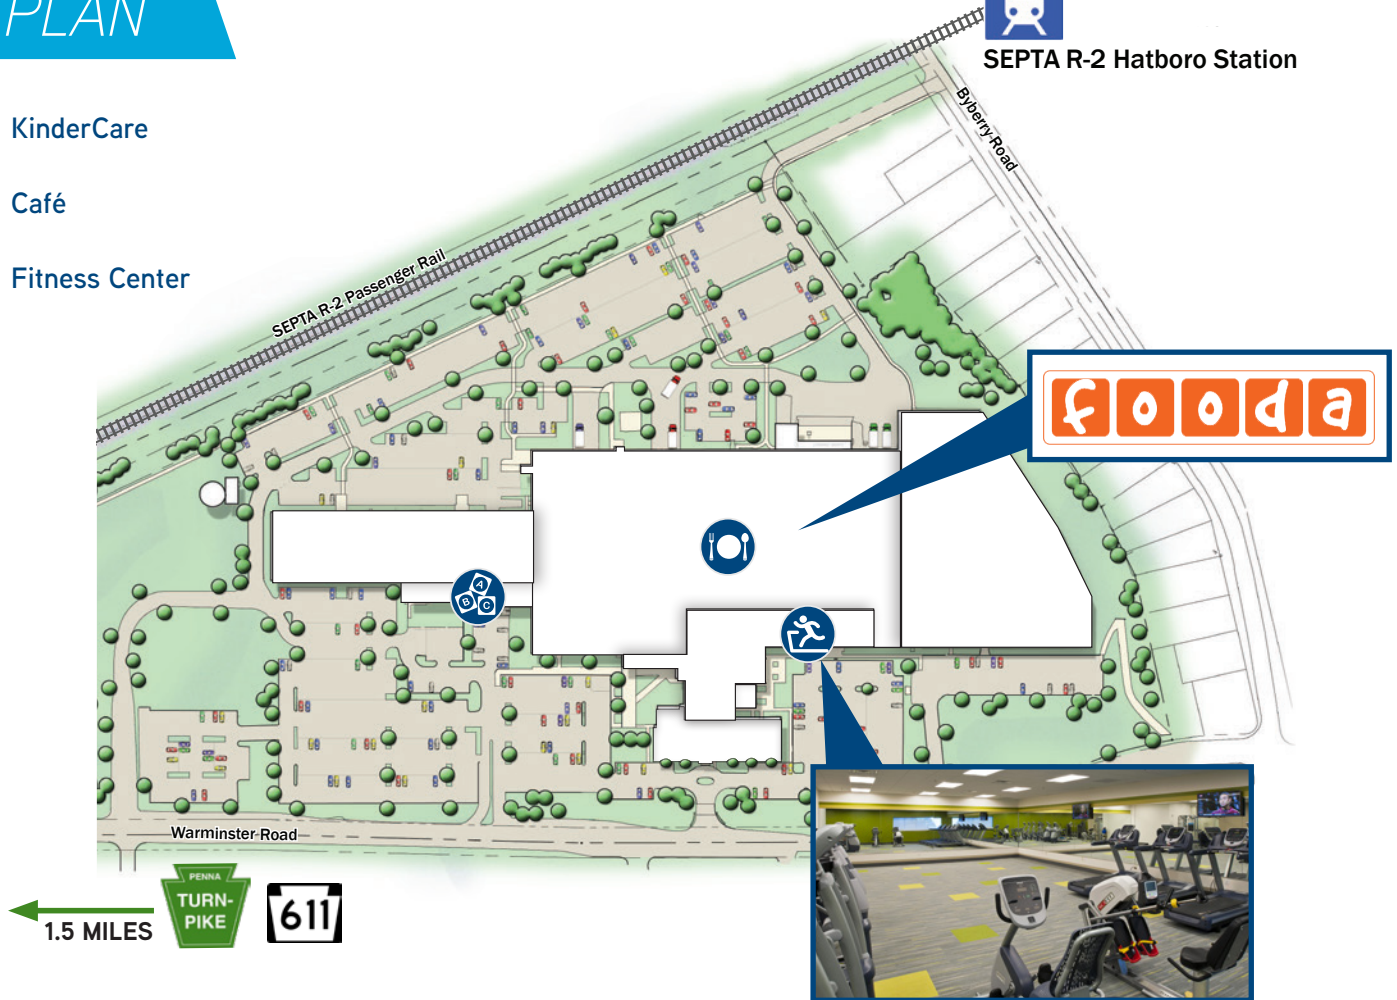 PLAN
SEPTA R-2 Hatboro Station
KinderCare
Café
Fitness Center
Byberry Road
SEPTA R-2 Passenger Rail
fooda
A
B C
Warminster Road
PENNA
TURN-
PIKE
611
1.5 MILES